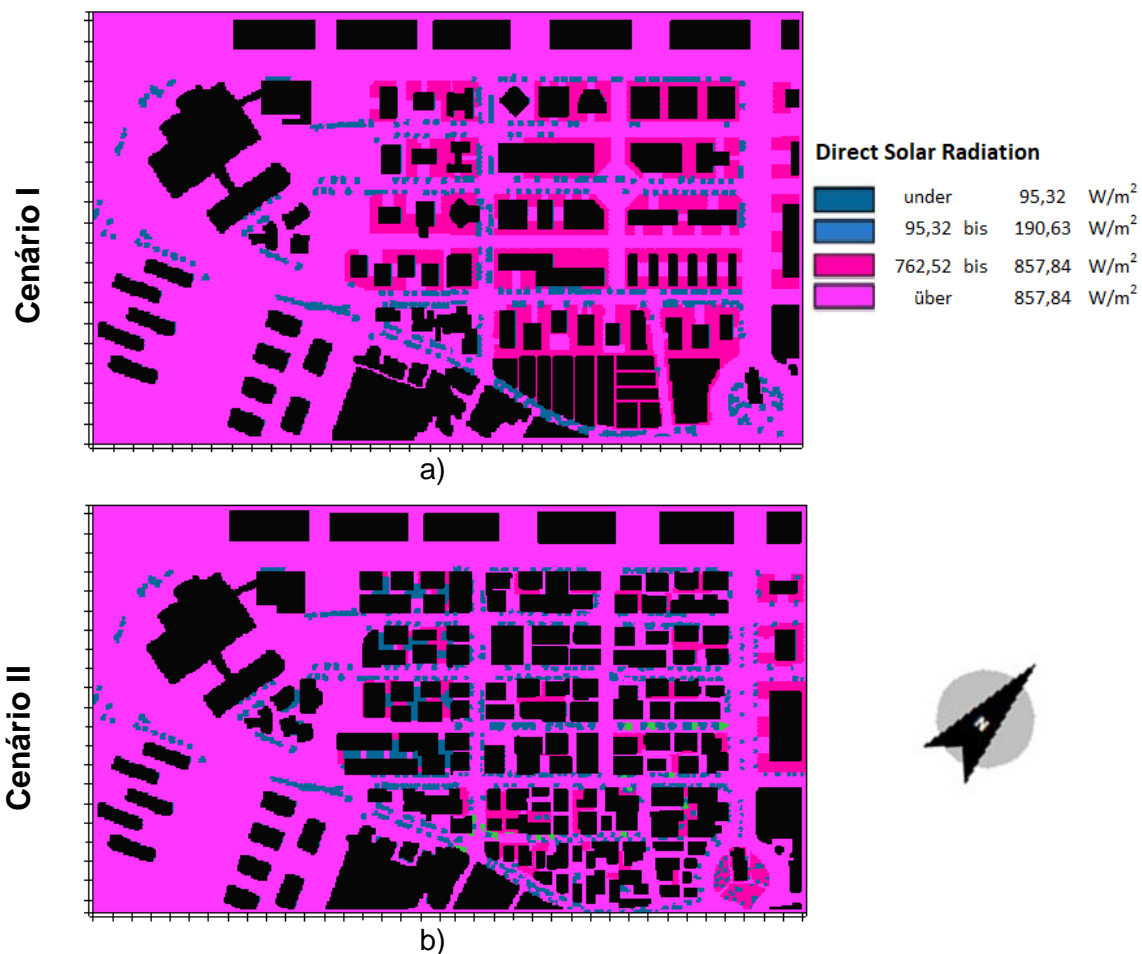 Cenário I
a)
Direct Solar Radiation
under 95,32 W/m²
95,32 bis 190,63 W/m²
762,52 bis 857,84 W/m²
über 857,84 W/m²
Cenário II
b)
N